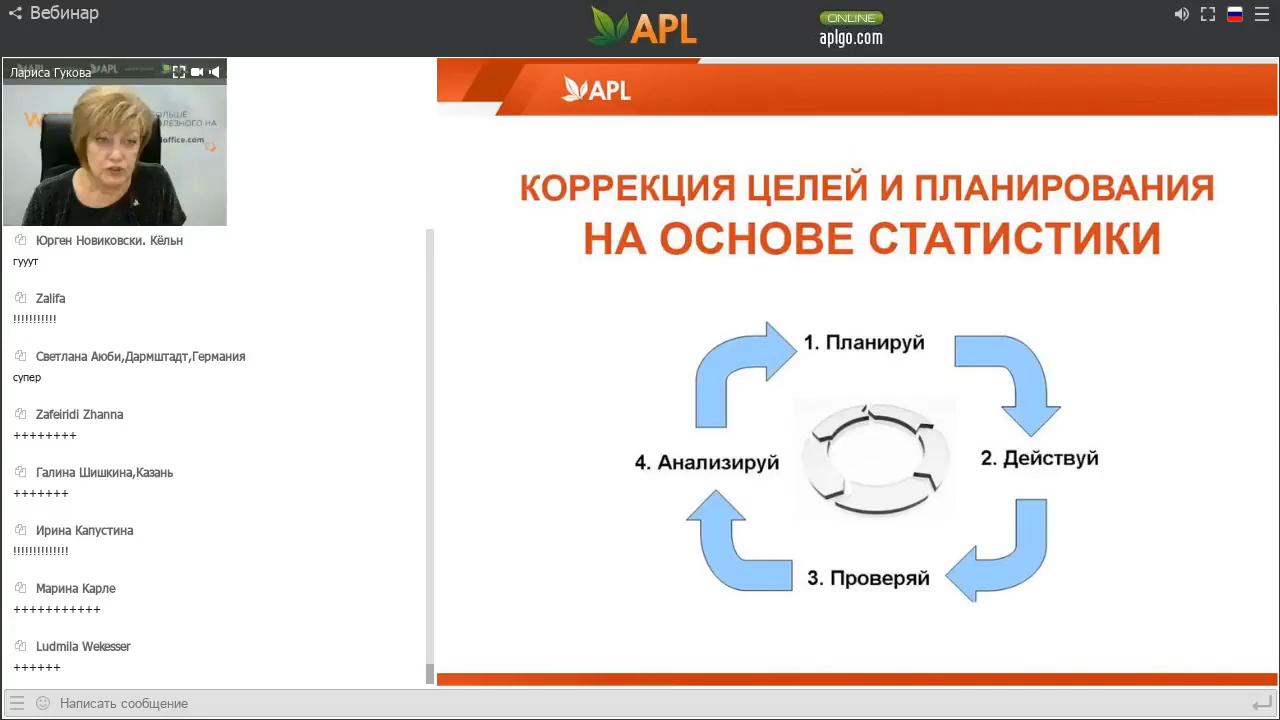 Вебинар
APL
ONLINE
aplgo.com
Лариса Гукова
office.com
Юрген Новиковски. Кёльн
гууут
Zalifa
!!!!!!!!!!!
Светлана Аюби,Дармштадт,Германия
супер
Zafeiridi Zhanna
++++++++
Галина Шишкина,Казань
+++++++
Ирина Капустина
!!!!!!!!!!!!!!
Марина Карле
+++++++++++
Ludmila Wekesser
++++++
Написать сообщение
APL
КОРРЕКЦИЯ ЦЕЛЕЙ И ПЛАНИРОВАНИЯ
НА ОСНОВЕ СТАТИСТИКИ
1. Планируй
2. Действуй
3. Проверяй
4. Анализируй